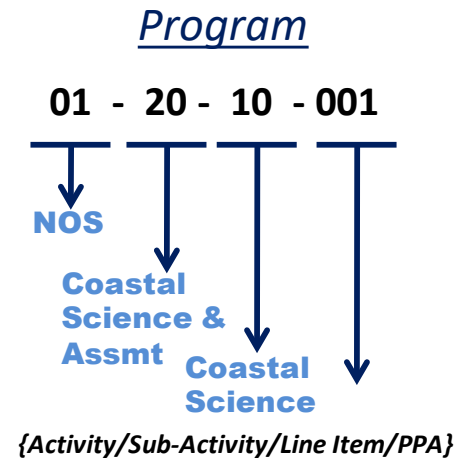 Program
01 - 20 - 10 - 001
NOS
Coastal
Science &
Assmt
Coastal
Science
{Activity/Sub-Activity/Line Item/PPA}